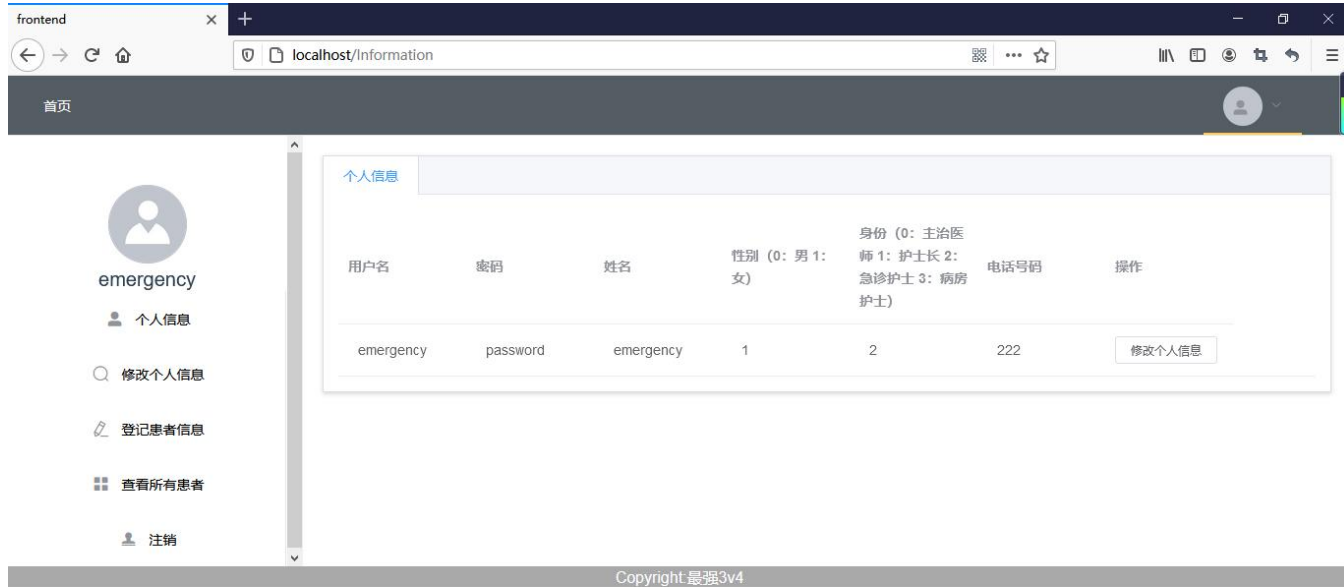 frontend
localhost/Information
首页
emergency
个人信息
修改个人信息
登记患者信息
查看所有患者
注销
个人信息
用户名
密码
姓名
性别（0：男 1：
女）
身份（0：主治医
师 1：护士长 2：
急诊护士 3：病房
护士）
电话号码
操作
emergency
password
emergency
1
2
222
修改个人信息
Copyright:最强3v4